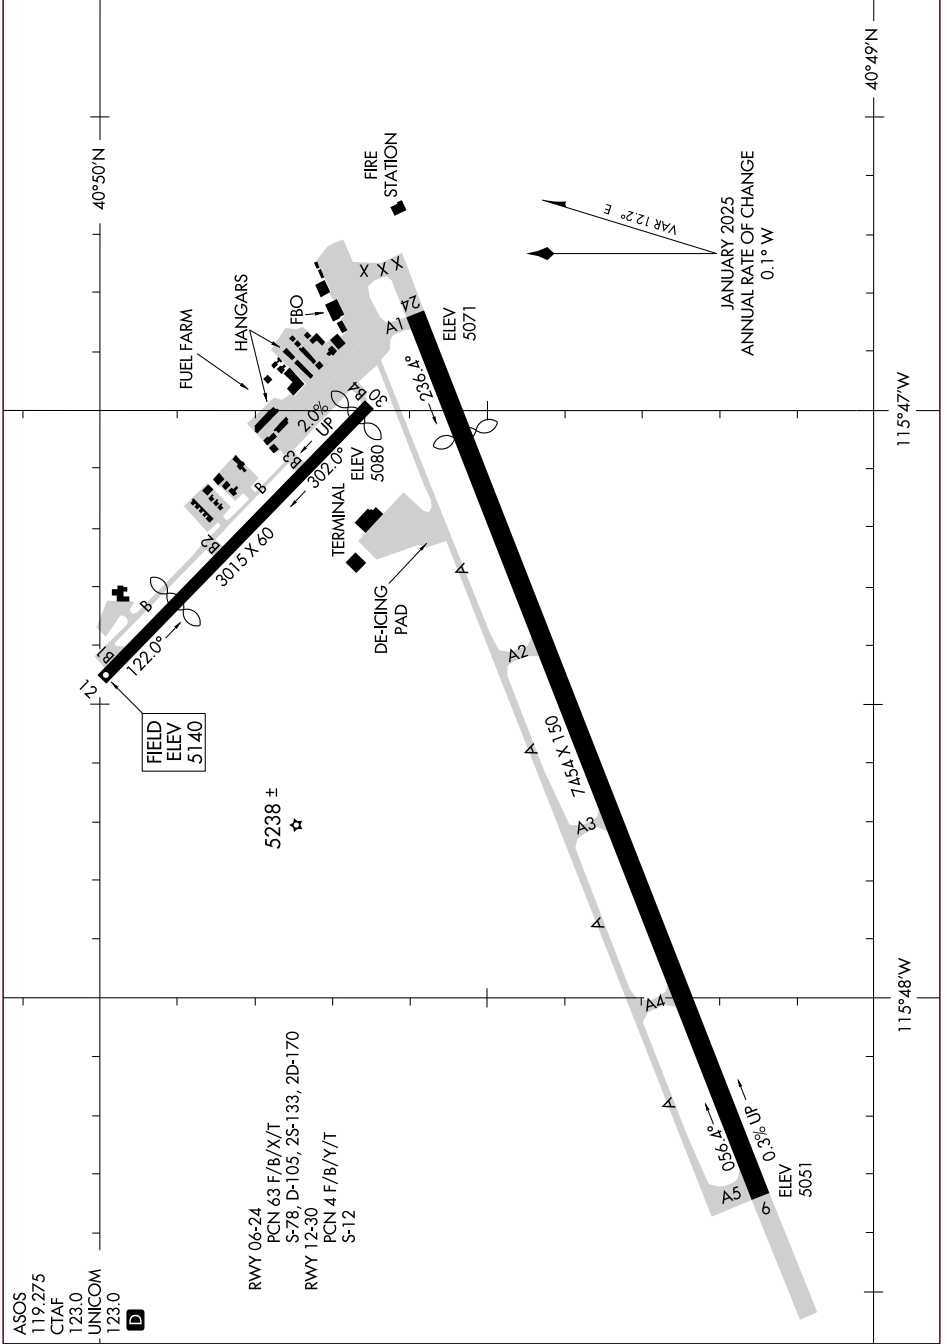 ASOS
119.275
CTAF
123.0
UNICOM
123.0
D
RWY 06-24
PCN 63 F/B/X/T
S-78, D-105, 2S-133, 2D-170
RWY 12-30
PCN 4 F/B/Y/T
S-12
40°50'N
40°49'N
115°48'W
115°47'W
5238 ±
FIELD
ELEV
5140
12
122.0°
B1
B
B2
3015 X 60
B
B3
302.0°
2.0%
UP
B4
30
ELEV
5080
FUEL FARM
HANGARS
FBO
FIRE
STATION
TERMINAL
DE-ICING
PAD
X
X
X
A1
24
ELEV
5071
236.4°
A
A2
A
7454 X 150
A3
A
A4
A
A5
6
056.4°
0.3% UP
ELEV
5051
VAR 12.2° E
JANUARY 2025
ANNUAL RATE OF CHANGE
0.1° W